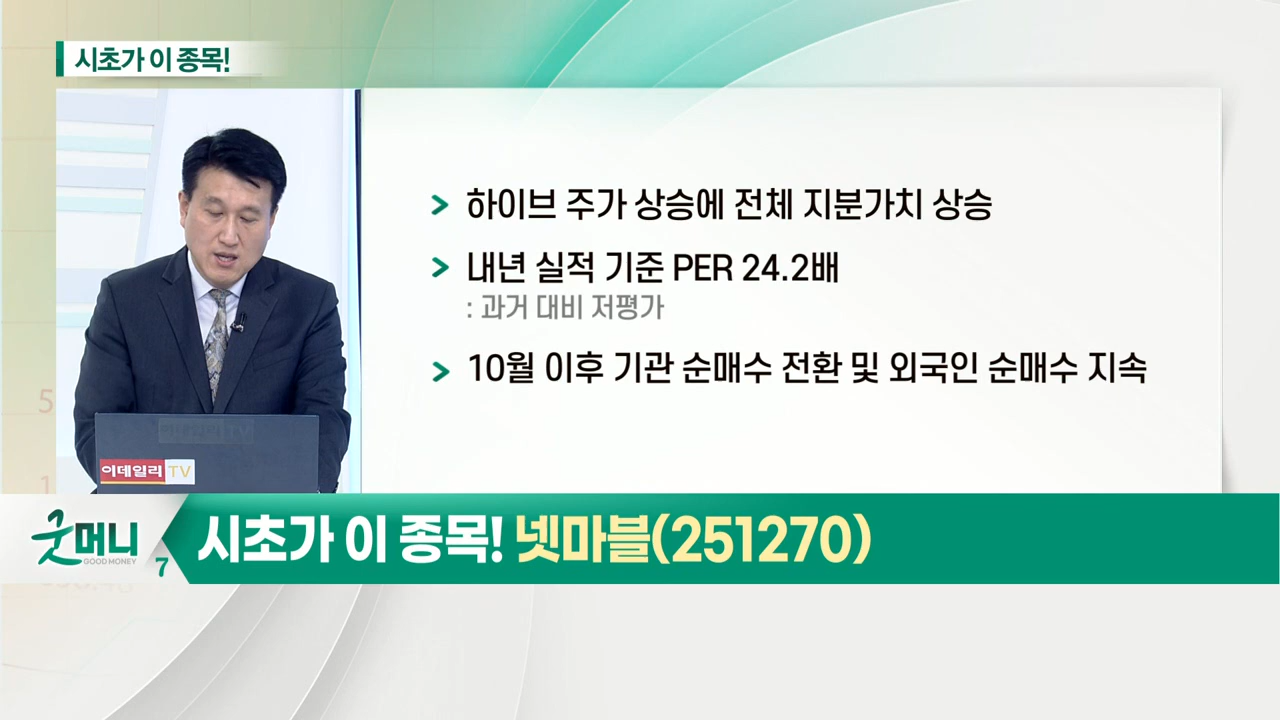 시초가 이 종목!
> 하이브 주가 상승에 전체 지분가치 상승
> 내년 실적 기준 PER 24.2배
: 과거 대비 저평가
> 10월 이후 기관 순매수 전환 및 외국인 순매수 지속
이데일리 TV
굿머니
GOOD MONEY
7
시초가 이 종목! 넷마블(251270)